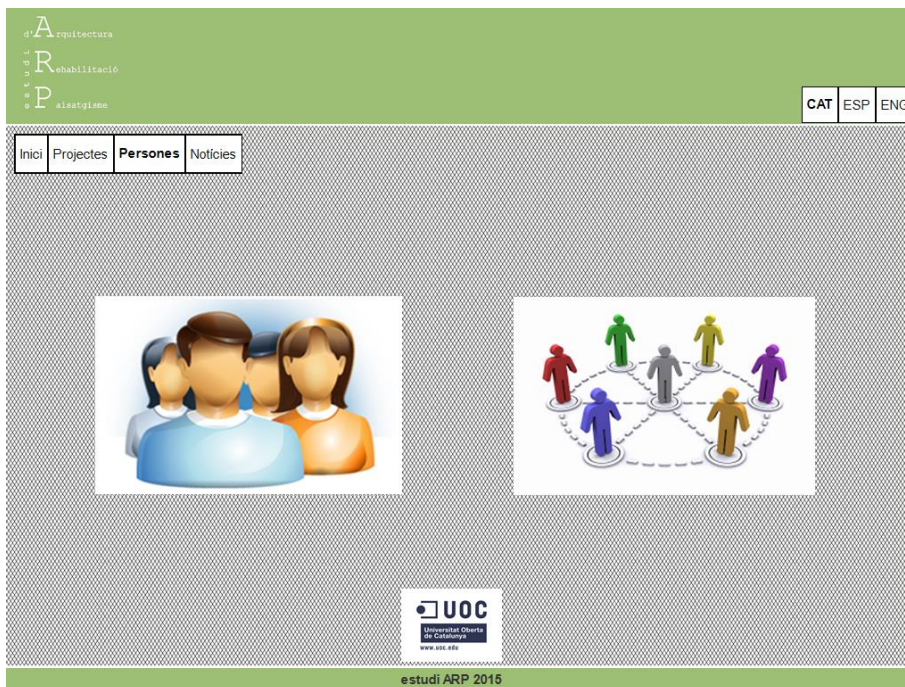 d'Arquitectura
estudi
Rehabilitació
Paisatgisme
CAT ESP ENG
Inici Projectes Persones Notícies
UOC
Universitat Oberta
de Catalunya
www.uoc.edu
estudi ARP 2015